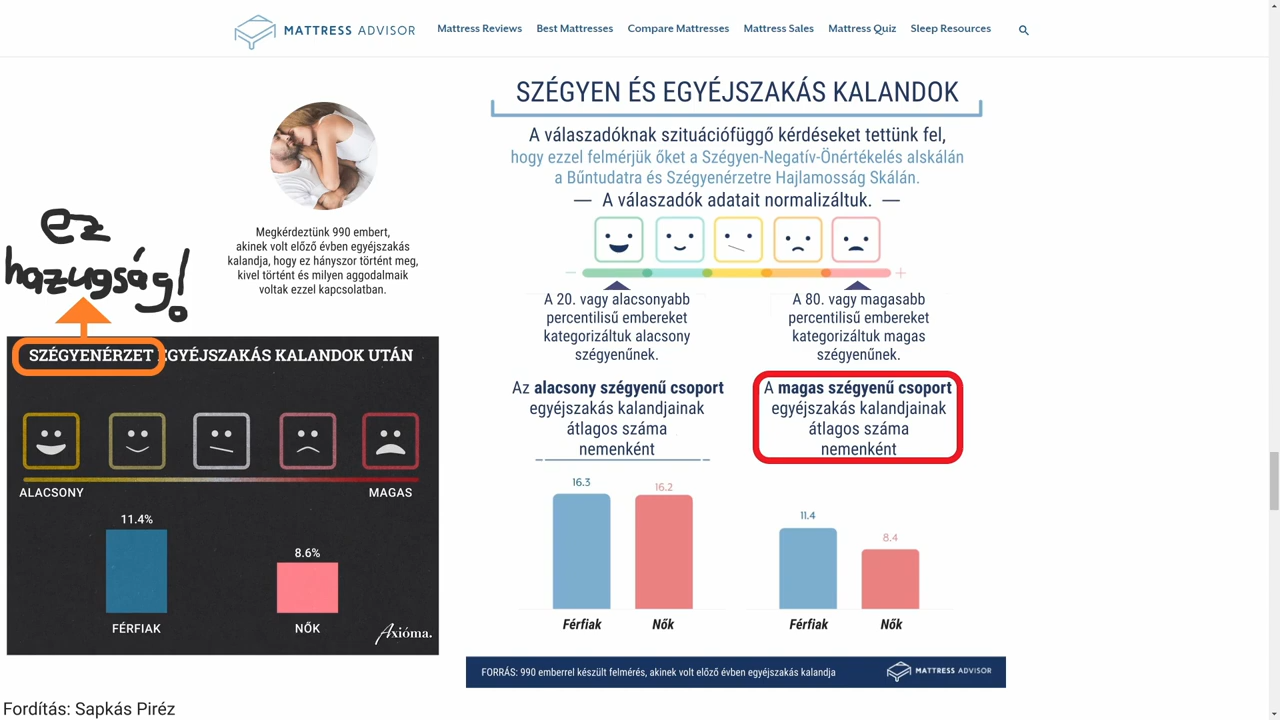 MATTRESS ADVISOR
Mattress Reviews Best Mattresses Compare Mattresses Mattress Sales Mattress Quiz Sleep Resources
Megkérdeztünk 990 embert,
akinek volt előző évben egyéjszakás
kalandja, hogy ez hányszor történt meg,
kivel történt és milyen aggodalmaik
voltak ezzel kapcsolatban.
ez
hazugság!
SZÉGYENÉRZET EGYÉJSZAKÁS KALANDOK UTÁN
ALACSONY MAGAS
11.4%
8.6%
FÉRFIAK NŐK
Axióma.
SZÉGYEN ÉS EGYÉJSZAKÁS KALANDOK
A válaszadóknak szituációfüggő kérdéseket tettünk fel,
hogy ezzel felmérjük őket a Szégyen-Negatív-Önértékelés alskálán
a Bűntudatra és Szégyenérzetre Hajlamosság Skálán.
— A válaszadók adatait normalizáltuk. —
− +
A 20. vagy alacsonyabb
percentilisű embereket
kategorizáltuk alacsony
szégyenűnek.
A 80. vagy magasabb
percentilisű embereket
kategorizáltuk magas
szégyenűnek.
Az alacsony szégyenű csoport
egyéjszakás kalandjainak
átlagos száma
nemenként
A magas szégyenű csoport
egyéjszakás kalandjainak
átlagos száma
nemenként
16.3 16.2
Férfiak Nők
11.4 8.4
Férfiak Nők
FORRÁS: 990 emberrel készült felmérés, akinek volt előző évben egyéjszakás kalandja
MATTRESS ADVISOR
Fordítás: Sapkás Piréz